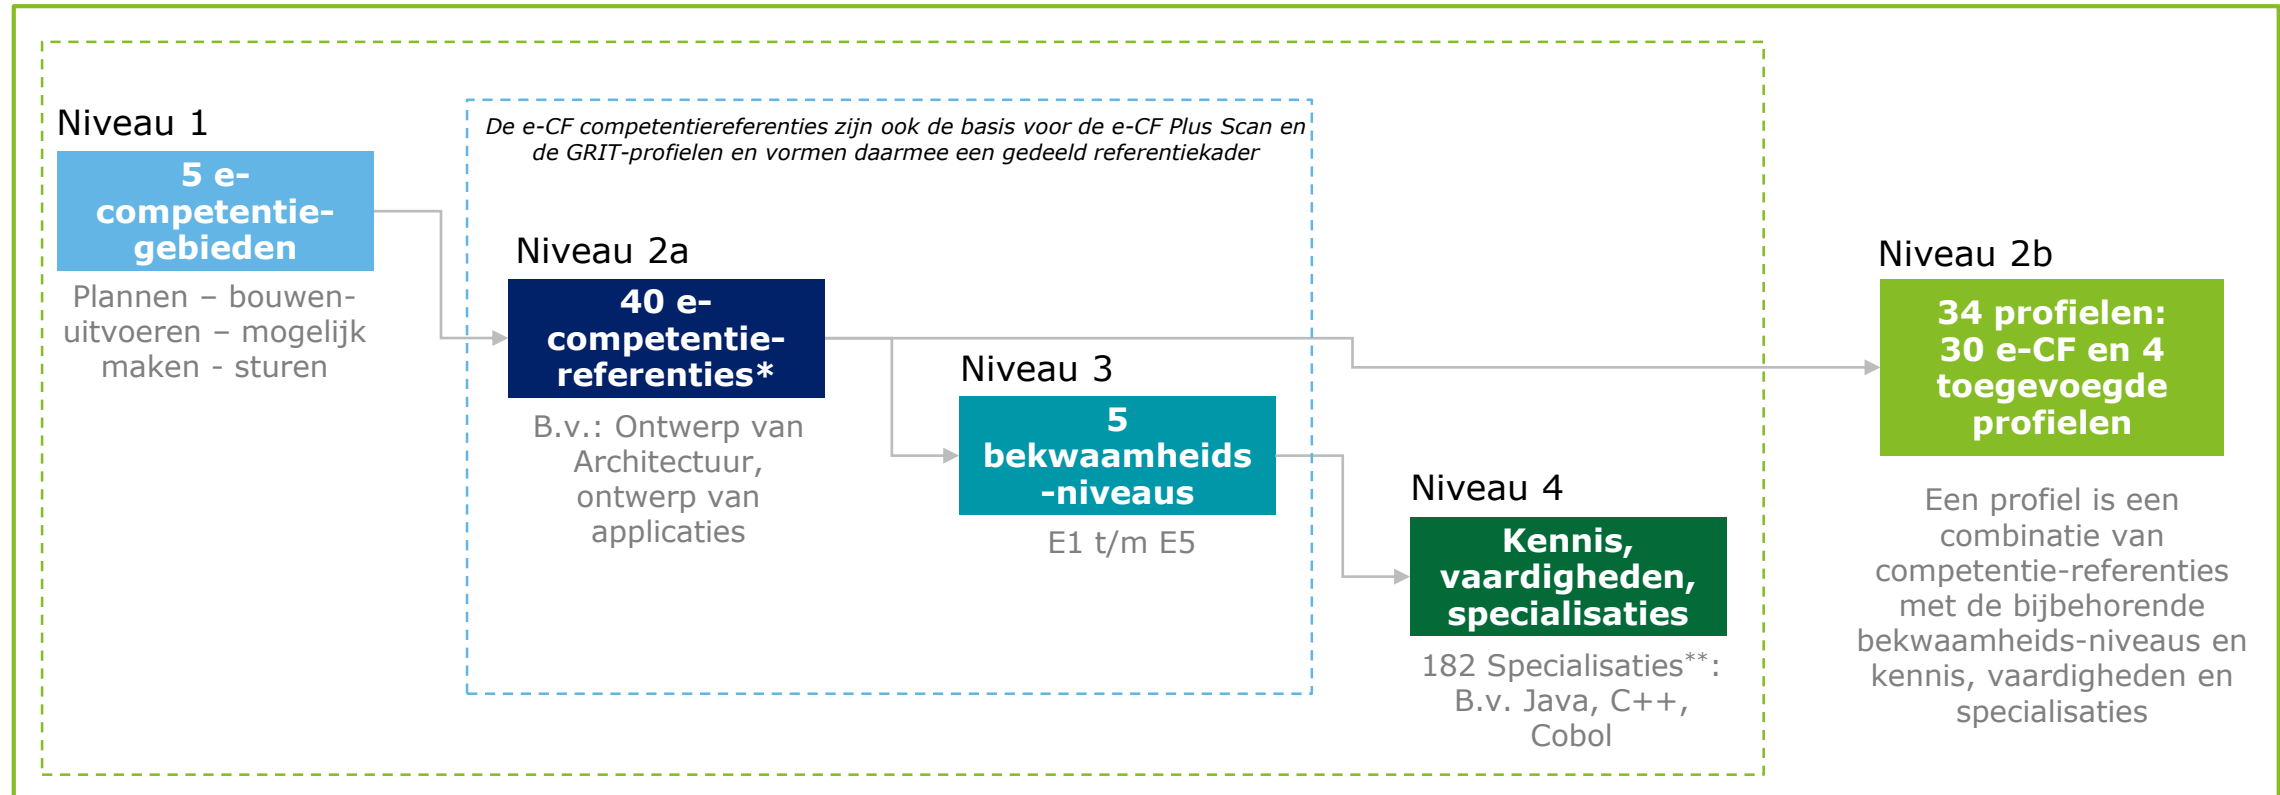 Niveau 1
5 e-
competentie-
gebieden
Plannen – bouwen-
uitvoeren – mogelijk
maken - sturen
De e-CF competentiereferenties zijn ook de basis voor de e-CF Plus Scan en
de GRIT-profielen en vormen daarmee een gedeeld referentiekader
Niveau 2a
40 e-
competentie-
referenties*
B.v.: Ontwerp van
Architectuur,
ontwerp van
applicaties
Niveau 3
5
bekwaamheids
-niveaus
E1 t/m E5
Niveau 4
Kennis,
vaardigheden,
specialisaties
182 Specialisaties**:
B.v. Java, C++,
Cobol
Niveau 2b
34 profielen:
30 e-CF en 4
toegevoegde
profielen
Een profiel is een
combinatie van
competentie-referenties
met de bijbehorende
bekwaamheids-niveaus en
kennis, vaardigheden en
specialisaties